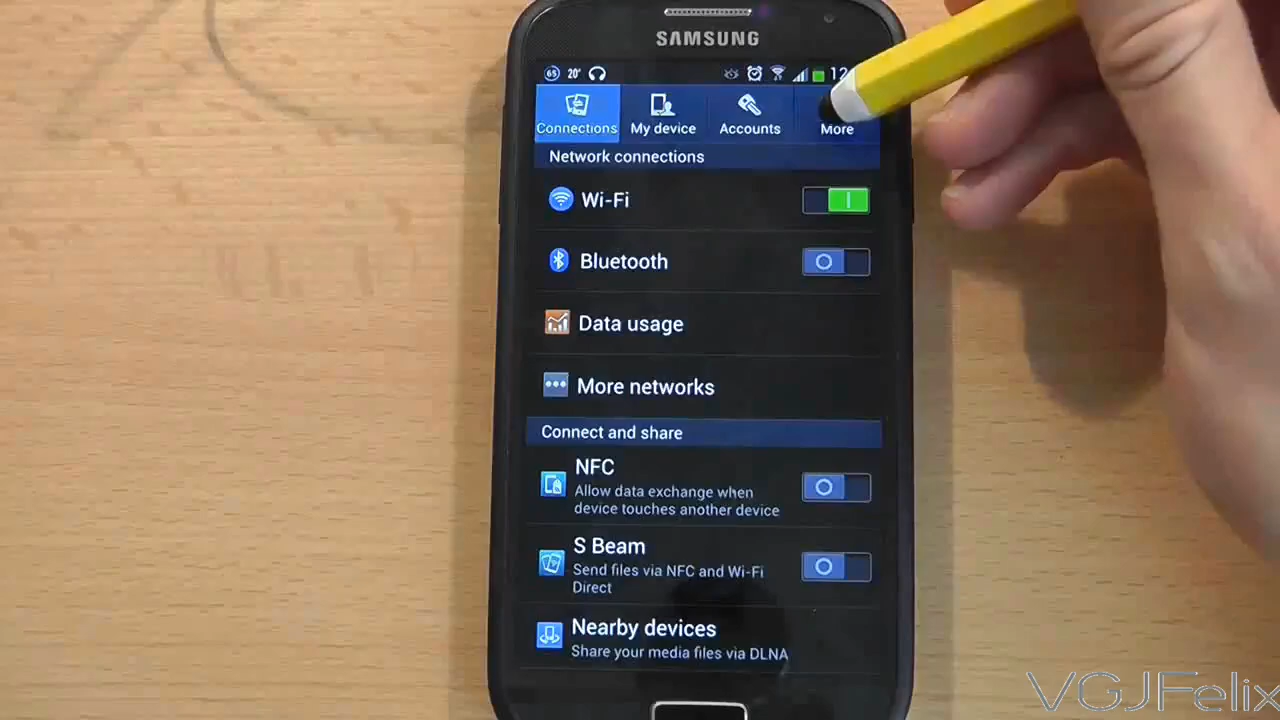 SAMSUNG
65 20° 12
Connections My device Accounts More
Network connections
Wi-Fi
Bluetooth
Data usage
More networks
Connect and share
NFC
Allow data exchange when
device touches another device
S Beam
Send files via NFC and Wi-Fi
Direct
Nearby devices
Share your media files via DLNA
VGJFelix